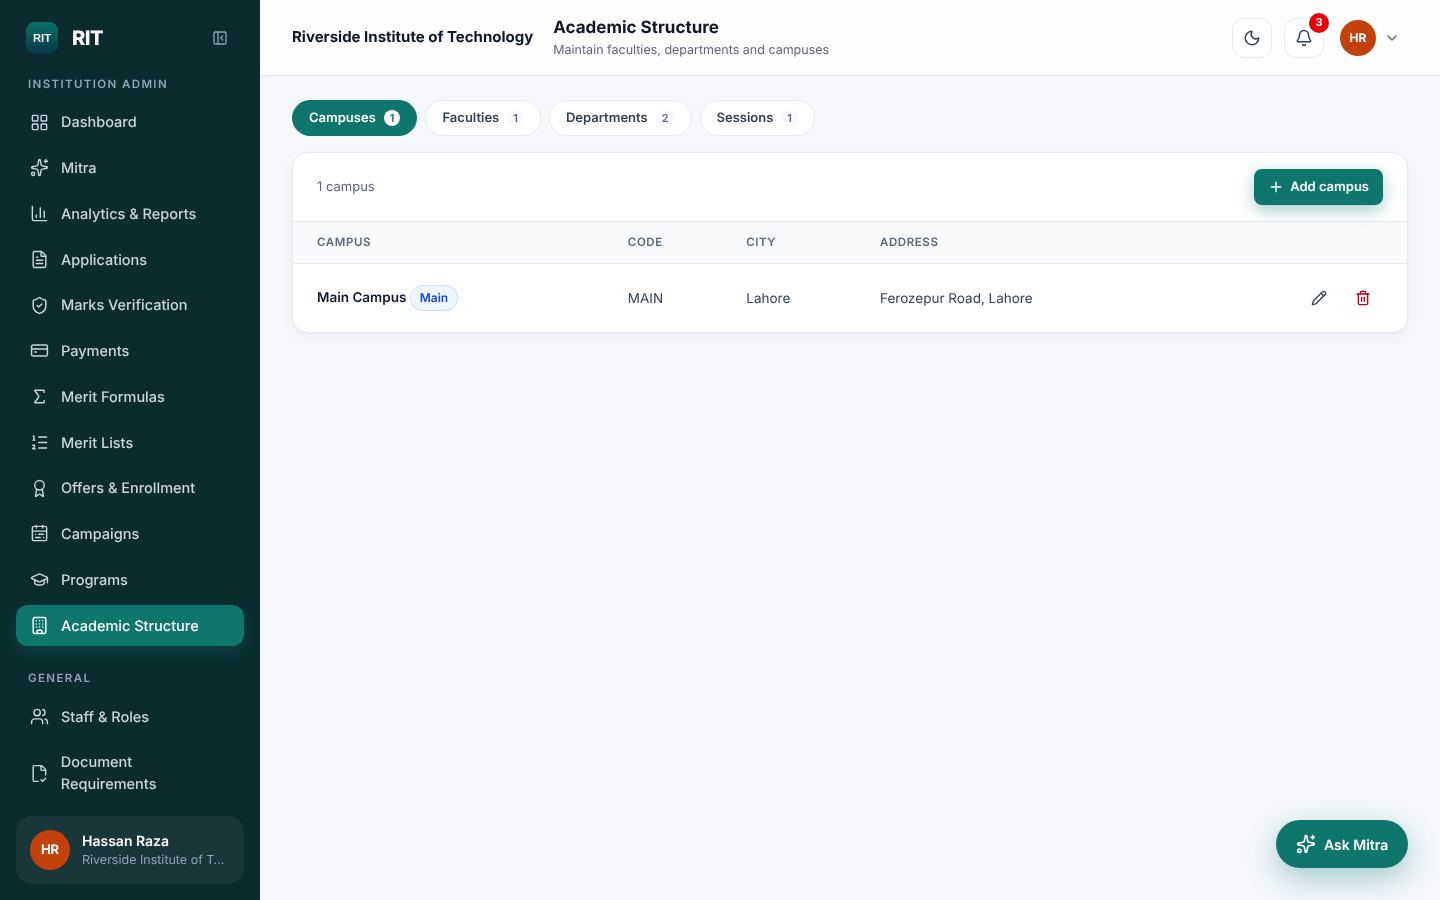 RIT
RIT
INSTITUTION ADMIN
Dashboard
Mitra
Analytics & Reports
Applications
Marks Verification
Payments
Merit Formulas
Merit Lists
Offers & Enrollment
Campaigns
Programs
Academic Structure
GENERAL
Staff & Roles
Document
Requirements
HR
Hassan Raza
Riverside Institute of T...
Riverside Institute of Technology
Academic Structure
Maintain faculties, departments and campuses
3
HR
Campuses 1
Faculties 1
Departments 2
Sessions 1
1 campus
Add campus
CAMPUS CODE CITY ADDRESS
Main Campus Main MAIN Lahore Ferozepur Road, Lahore
Ask Mitra